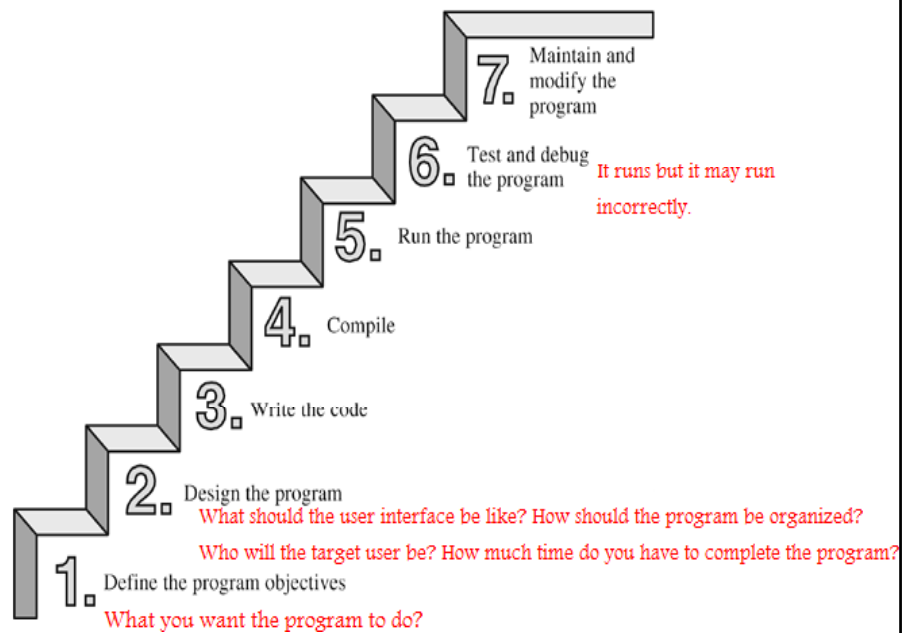 7. Maintain and
modify the
program
6. Test and debug
the program
It runs but it may run
incorrectly.
5. Run the program
4. Compile
3. Write the code
2. Design the program
What should the user interface be like? How should the program be organized?
Who will the target user be? How much time do you have to complete the program?
1. Define the program objectives
What you want the program to do?